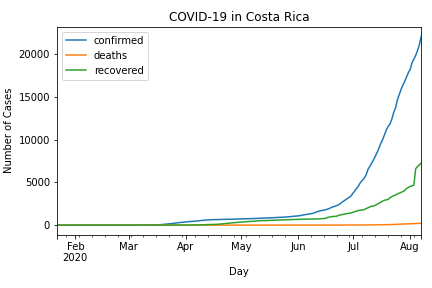 COVID-19 in Costa Rica
confirmed
deaths
recovered
Number of Cases
20000
15000
10000
5000
0
Feb Mar Apr May Jun Jul Aug
2020
Day